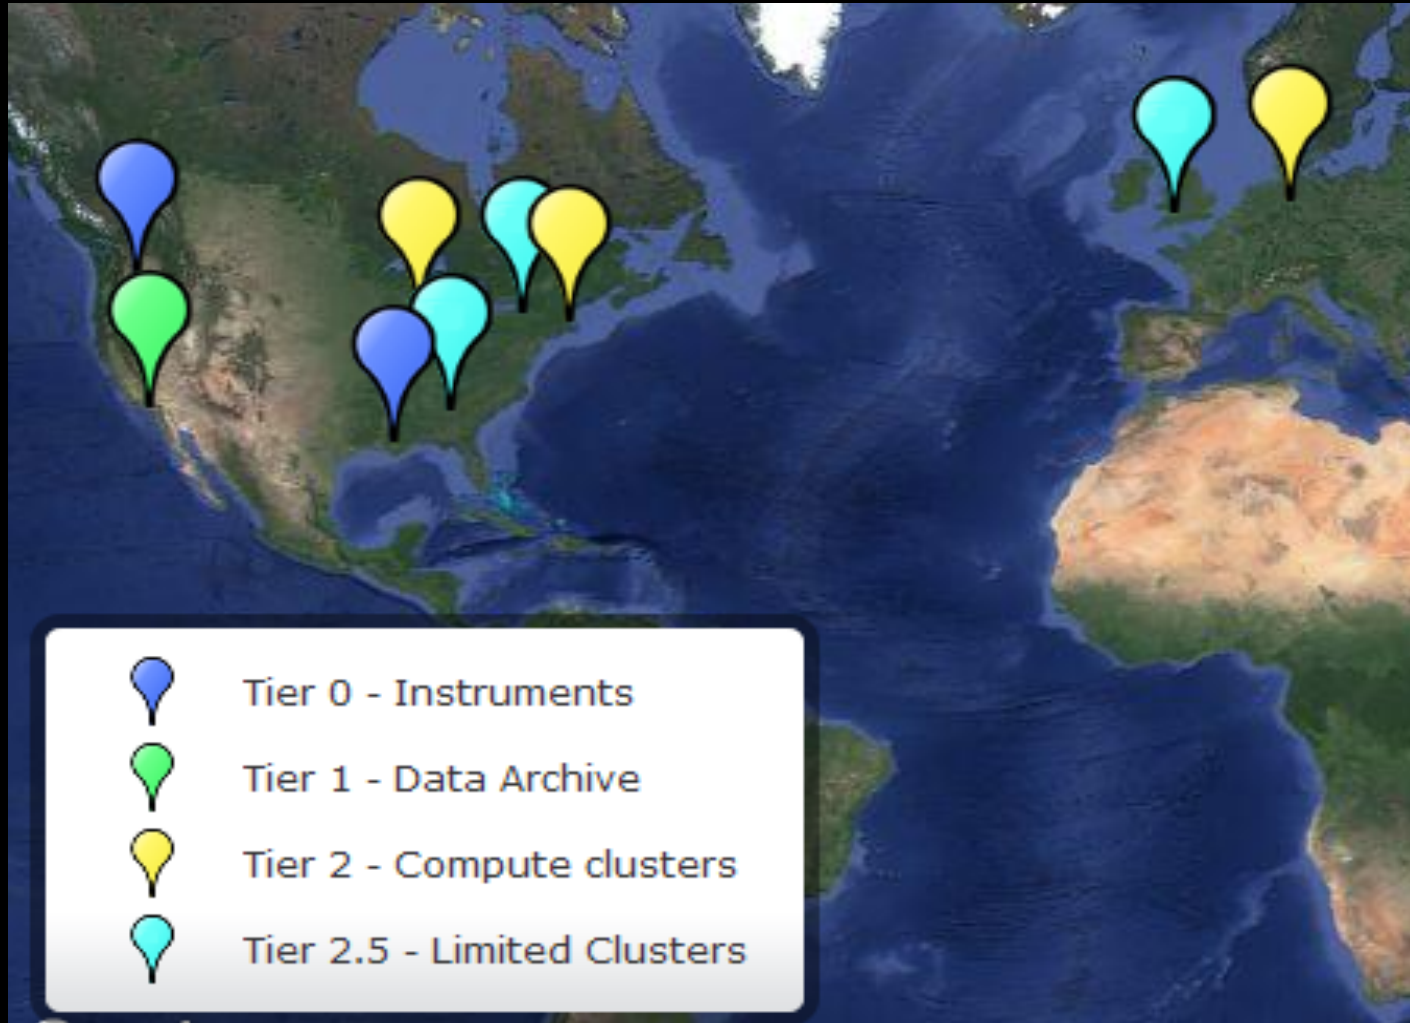 Tier 0 - Instruments
Tier 1 - Data Archive
Tier 2 - Compute clusters
Tier 2.5 - Limited Clusters